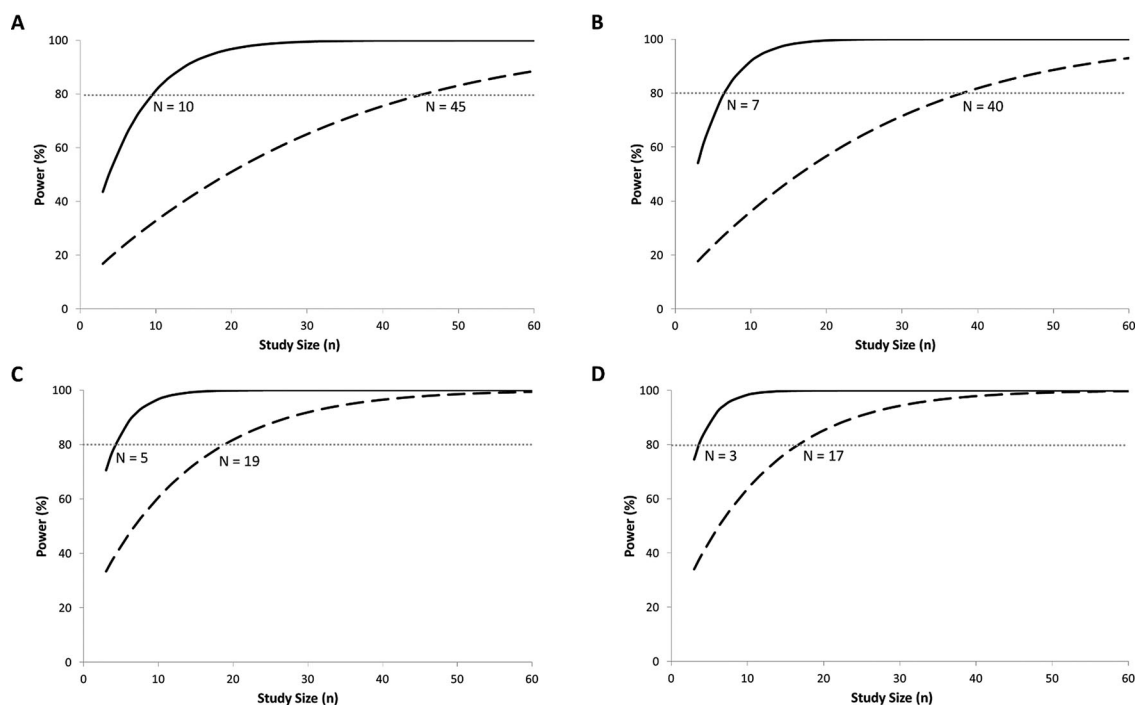 A
100
80
60
40
20
0
Power (%)
N = 10
N = 45
0 10 20 30 40 50 60
Study Size (n)
B
100
80
60
40
20
0
Power (%)
N = 7
N = 40
0 10 20 30 40 50 60
Study Size (n)
C
100
80
60
40
20
0
Power (%)
N = 5
N = 19
0 10 20 30 40 50 60
Study Size (n)
D
100
80
60
40
20
0
Power (%)
N = 3
N = 17
0 10 20 30 40 50 60
Study Size (n)